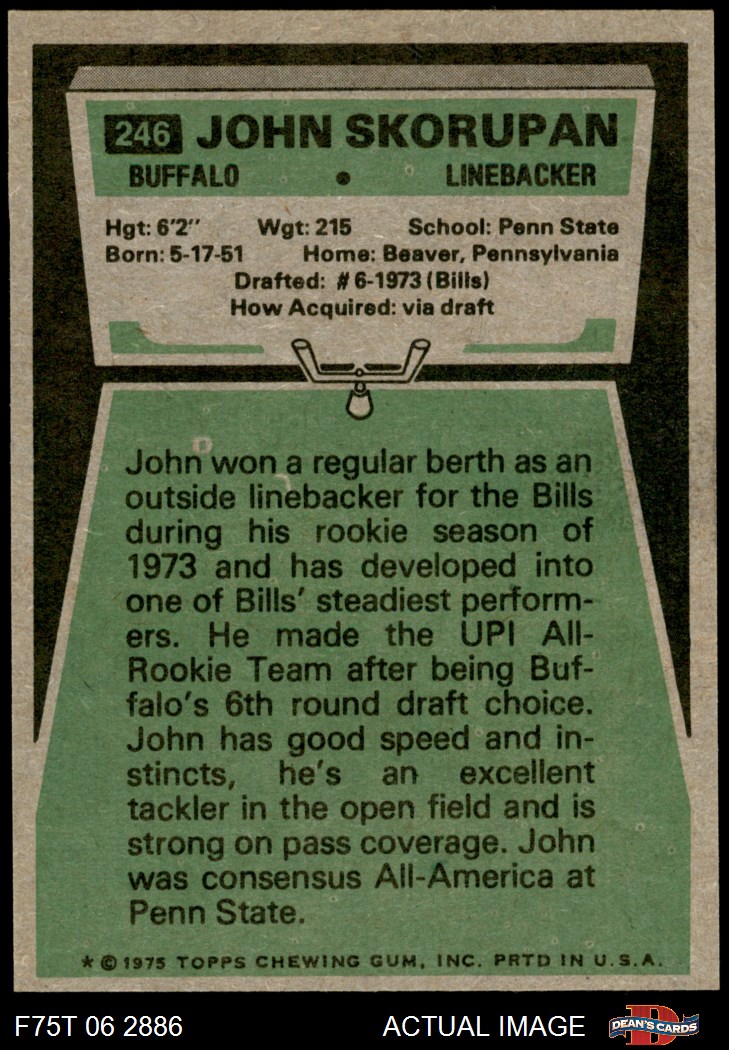 246 JOHN SKORUPAN
BUFFALO • LINEBACKER
Hgt: 6'2" Wgt: 215 School: Penn State
Born: 5-17-51 Home: Beaver, Pennsylvania
Drafted: #6-1973 (Bills)
How Acquired: via draft
John won a regular berth as an
outside linebacker for the Bills
during his rookie season of
1973 and has developed into
one of Bills' steadiest perform-
ers. He made the UPI All-
Rookie Team after being Buf-
falo's 6th round draft choice.
John has good speed and in-
stincts, he's an excellent
tackler in the open field and is
strong on pass coverage. John
was consensus All-America at
Penn State.
* © 1975 TOPPS CHEWING GUM, INC. PRTD IN U.S.A.
F75T 06 2886 ACTUAL IMAGE D DEAN'S CARDS